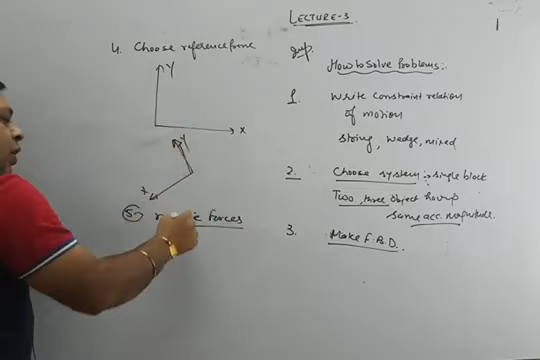 LECTURE-3
How to Solve Problems:-
1. Write constraint relation
of motion
string, wedge, mixed
2. Choose system :- single block
Two, three object having
same acc. magnitude.
3. Make F.B.D.
4. Choose reference frame
Y
X
Y
X
5. Forces